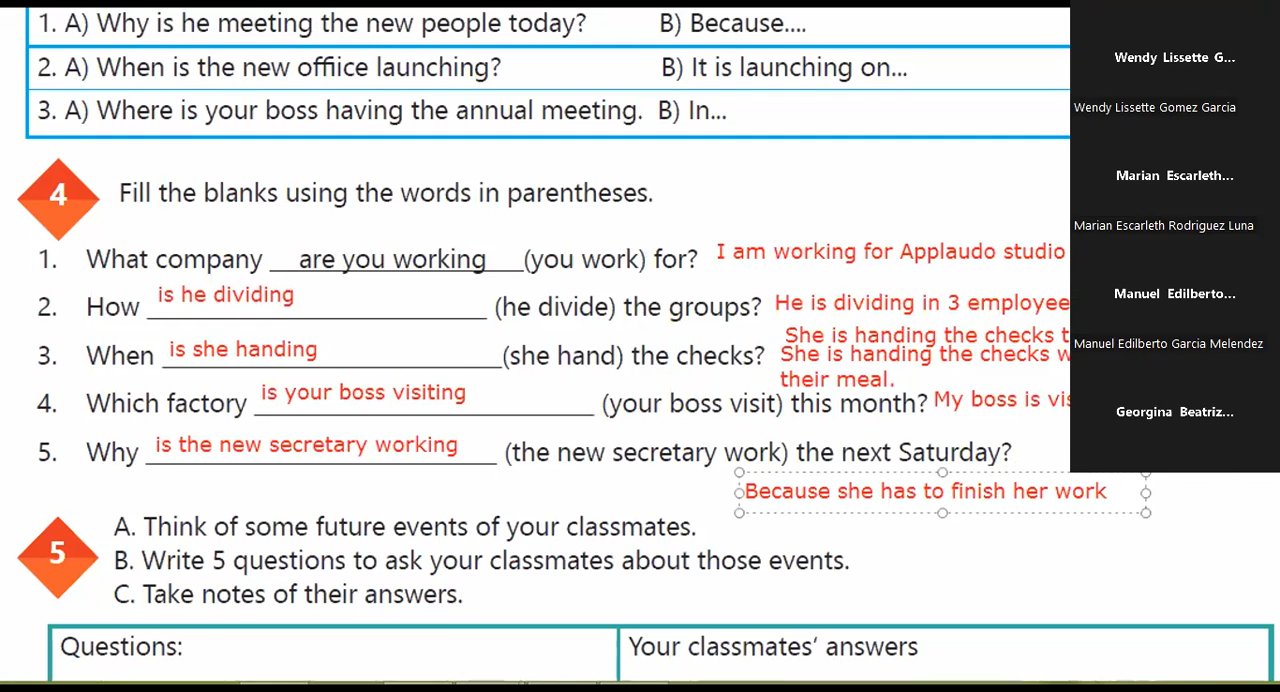 1. A) Why is he meeting the new people today? B) Because....
2. A) When is the new offiice launching? B) It is launching on...
3. A) Where is your boss having the annual meeting. B) In...
4 Fill the blanks using the words in parentheses.
1. What company ___are you working____(you work) for? I am working for Applaudo studio
2. How is he dividing (he divide) the groups? He is dividing in 3 employee
She is handing the checks t
3. When is she handing (she hand) the checks? She is handing the checks w
their meal.
4. Which factory is your boss visiting (your boss visit) this month? My boss is vis
5. Why is the new secretary working (the new secretary work) the next Saturday?
Because she has to finish her work
5 A. Think of some future events of your classmates.
B. Write 5 questions to ask your classmates about those events.
C. Take notes of their answers.
Questions: Your classmates' answers
Wendy Lissette G...
Wendy Lissette Gomez Garcia
Marian Escarleth...
Marian Escarleth Rodriguez Luna
Manuel Edilberto...
Manuel Edilberto Garcia Melendez
Georgina Beatriz...